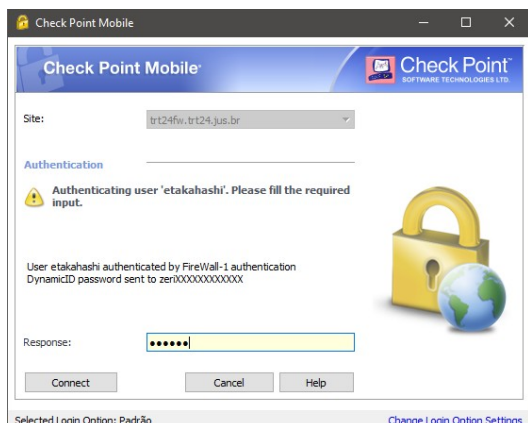 Check Point Mobile
Check Point Mobile
Check Point
SOFTWARE TECHNOLOGIES LTD.
Site:
trt24fw.trt24.jus.br
Authentication
Authenticating user 'etakahashi'. Please fill the required
input.
User etakahashi authenticated by FireWall-1 authentication
DynamicID password sent to zeriXXXXXXXXXXXX
Response:
••••••
Connect
Cancel
Help
Selected Login Option: Padrão
Change Login Option Settings